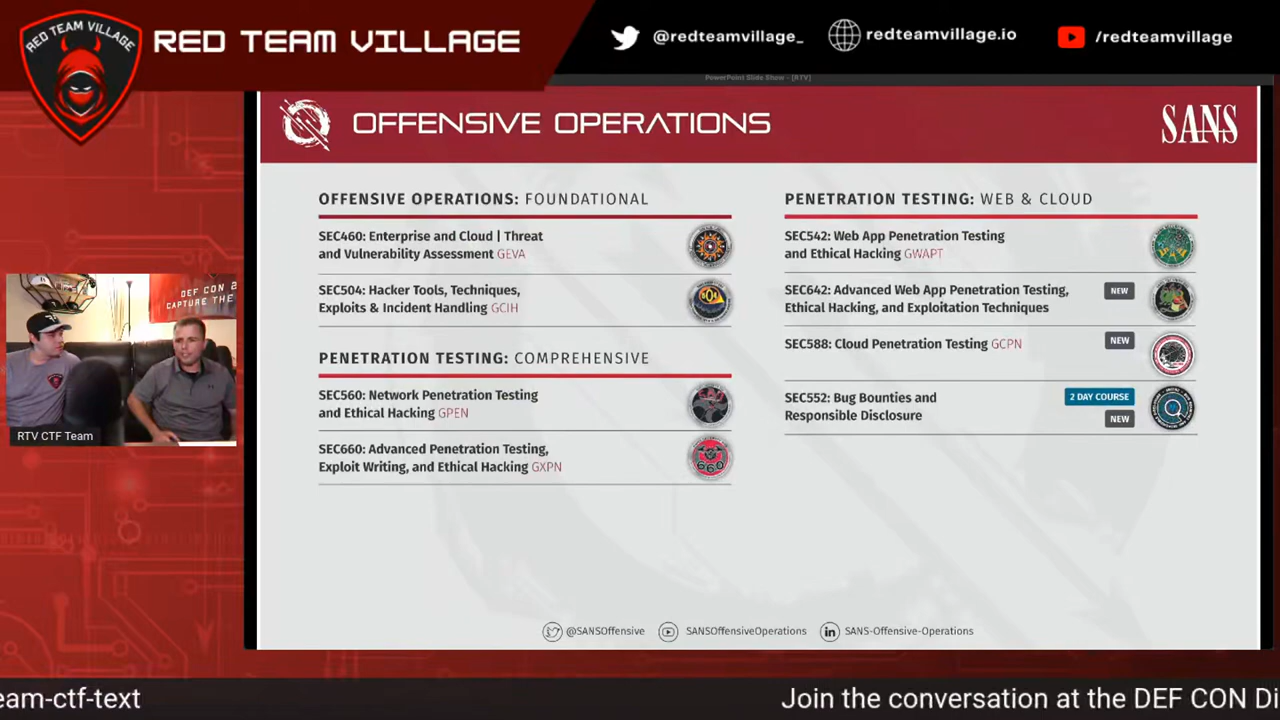 RED TEAM VILLAGE
RED TEAM VILLAGE
@redteamvillage_
redteamvillage.io
/redteamvillage
PowerPoint Slide Show - [RTV]
OFFENSIVE OPERATIONS
SANS
OFFENSIVE OPERATIONS: FOUNDATIONAL
SEC460: Enterprise and Cloud | Threat
and Vulnerability Assessment GEVA
SEC504: Hacker Tools, Techniques,
Exploits & Incident Handling GCIH
504
PENETRATION TESTING: COMPREHENSIVE
SEC560: Network Penetration Testing
and Ethical Hacking GPEN
SEC660: Advanced Penetration Testing,
Exploit Writing, and Ethical Hacking GXPN
660
PENETRATION TESTING: WEB & CLOUD
SEC542: Web App Penetration Testing
and Ethical Hacking GWAPT
SEC642: Advanced Web App Penetration Testing,
Ethical Hacking, and Exploitation Techniques
NEW
SEC588: Cloud Penetration Testing GCPN
NEW
SEC552: Bug Bounties and
Responsible Disclosure
2 DAY COURSE
NEW
DEF CON 2
CAPTURE THE
RTV CTF Team
@SANSOffensive
SANSOffensiveOperations
SANS-Offensive-Operations
eam-ctf-text
Join the conversation at the DEF CON Di